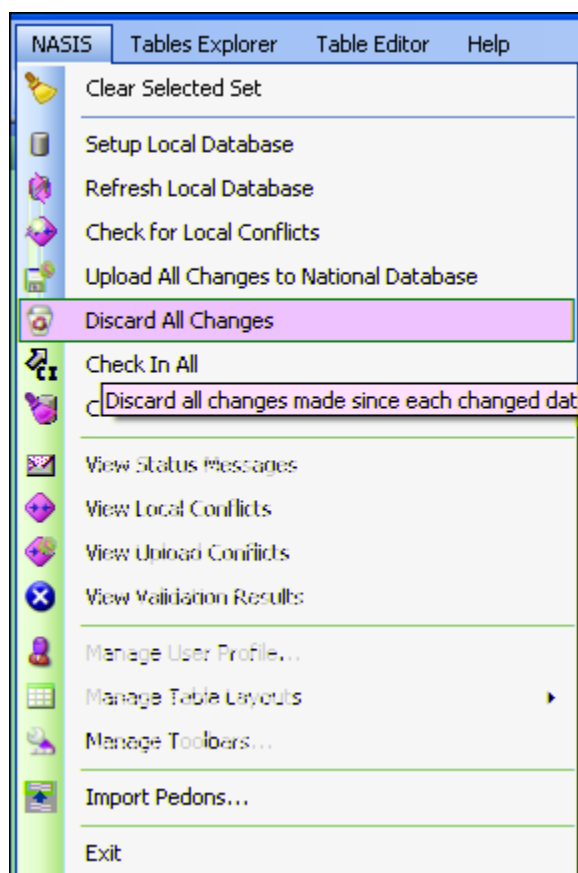 NASIS Tables Explorer Table Editor Help
Clear Selected Set
Setup Local Database
Refresh Local Database
Check for Local Conflicts
Upload All Changes to National Database
Discard All Changes
Check In All
C
Discard all changes made since each changed dat
View Status Messages
View Local Conflicts
View Upload Conflicts
View Validation Results
Manage User Profile...
Manage Table Layouts
Manage Toolbars...
Import Pedons...
Exit